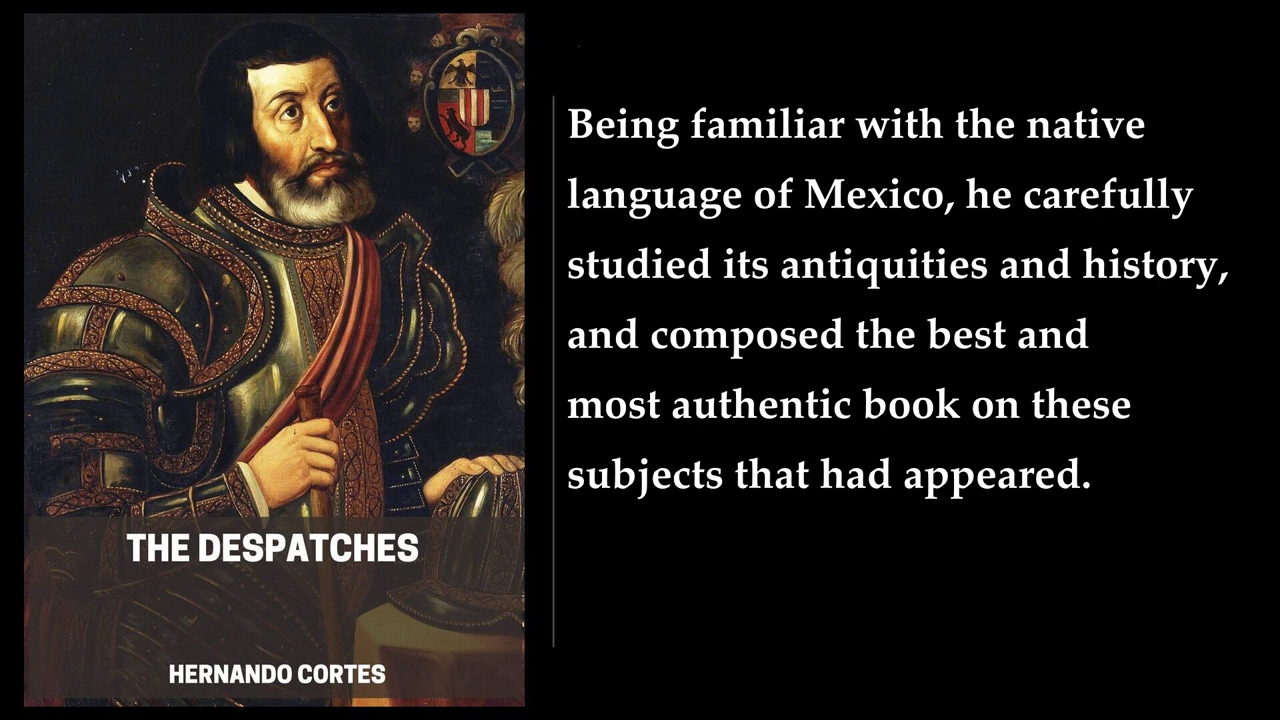 THE DESPATCHES
HERNANDO CORTES
Being familiar with the native
language of Mexico, he carefully
studied its antiquities and history,
and composed the best and
most authentic book on these
subjects that had appeared.